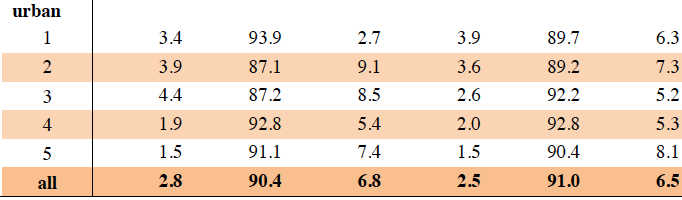 urban
1 3.4 93.9 2.7 3.9 89.7 6.3
2 3.9 87.1 9.1 3.6 89.2 7.3
3 4.4 87.2 8.5 2.6 92.2 5.2
4 1.9 92.8 5.4 2.0 92.8 5.3
5 1.5 91.1 7.4 1.5 90.4 8.1
all 2.8 90.4 6.8 2.5 91.0 6.5